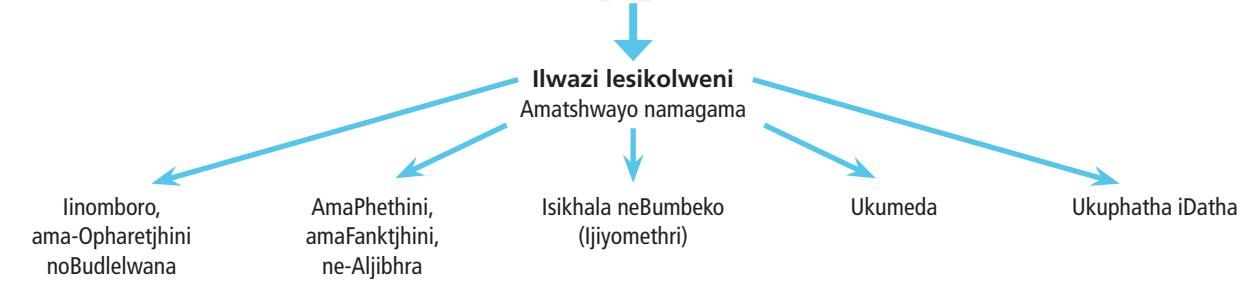 Ilwazi lesikolweni
Amatshwayo namagama
Iinomboro,
ama-Opharetjhini
noBudlelwana
AmaPhethini,
amaFanktjhini,
ne-Aljibhra
Isikhala neBumbeko
(Ijiyomethri)
Ukumeda
Ukuphatha iDatha